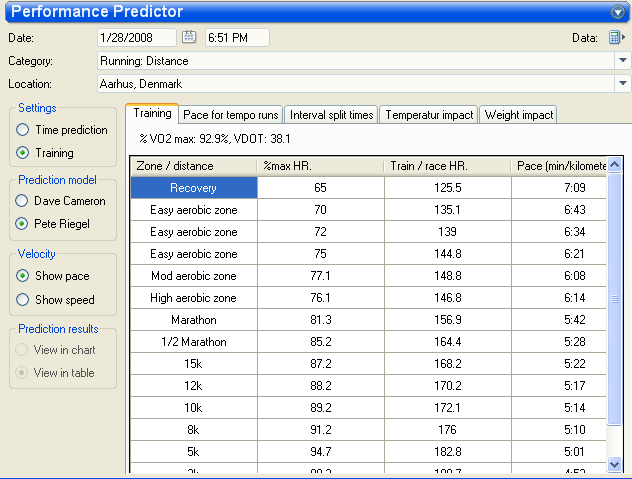 Performance Predictor
Date: 1/28/2008 6:51 PM Data:
Category: Running: Distance
Location: Aarhus, Denmark
Settings
Time prediction
Training
Prediction model
Dave Cameron
Pete Riegel
Velocity
Show pace
Show speed
Prediction results
View in chart
View in table
Training Pace for tempo runs Interval split times Temperatur impact Weight impact
% VO2 max: 92.9%, VDOT: 38.1
Zone / distance %max HR. Train / race HR. Pace (min/kilomete
Recovery 65 125.5 7:09
Easy aerobic zone 70 135.1 6:43
Easy aerobic zone 72 139 6:34
Easy aerobic zone 75 144.8 6:21
Mod aerobic zone 77.1 148.8 6:08
High aerobic zone 76.1 146.8 6:14
Marathon 81.3 156.9 5:42
1/2 Marathon 85.2 164.4 5:28
15k 87.2 168.2 5:22
12k 88.2 170.2 5:17
10k 89.2 172.1 5:14
8k 91.2 176 5:10
5k 94.7 182.8 5:01